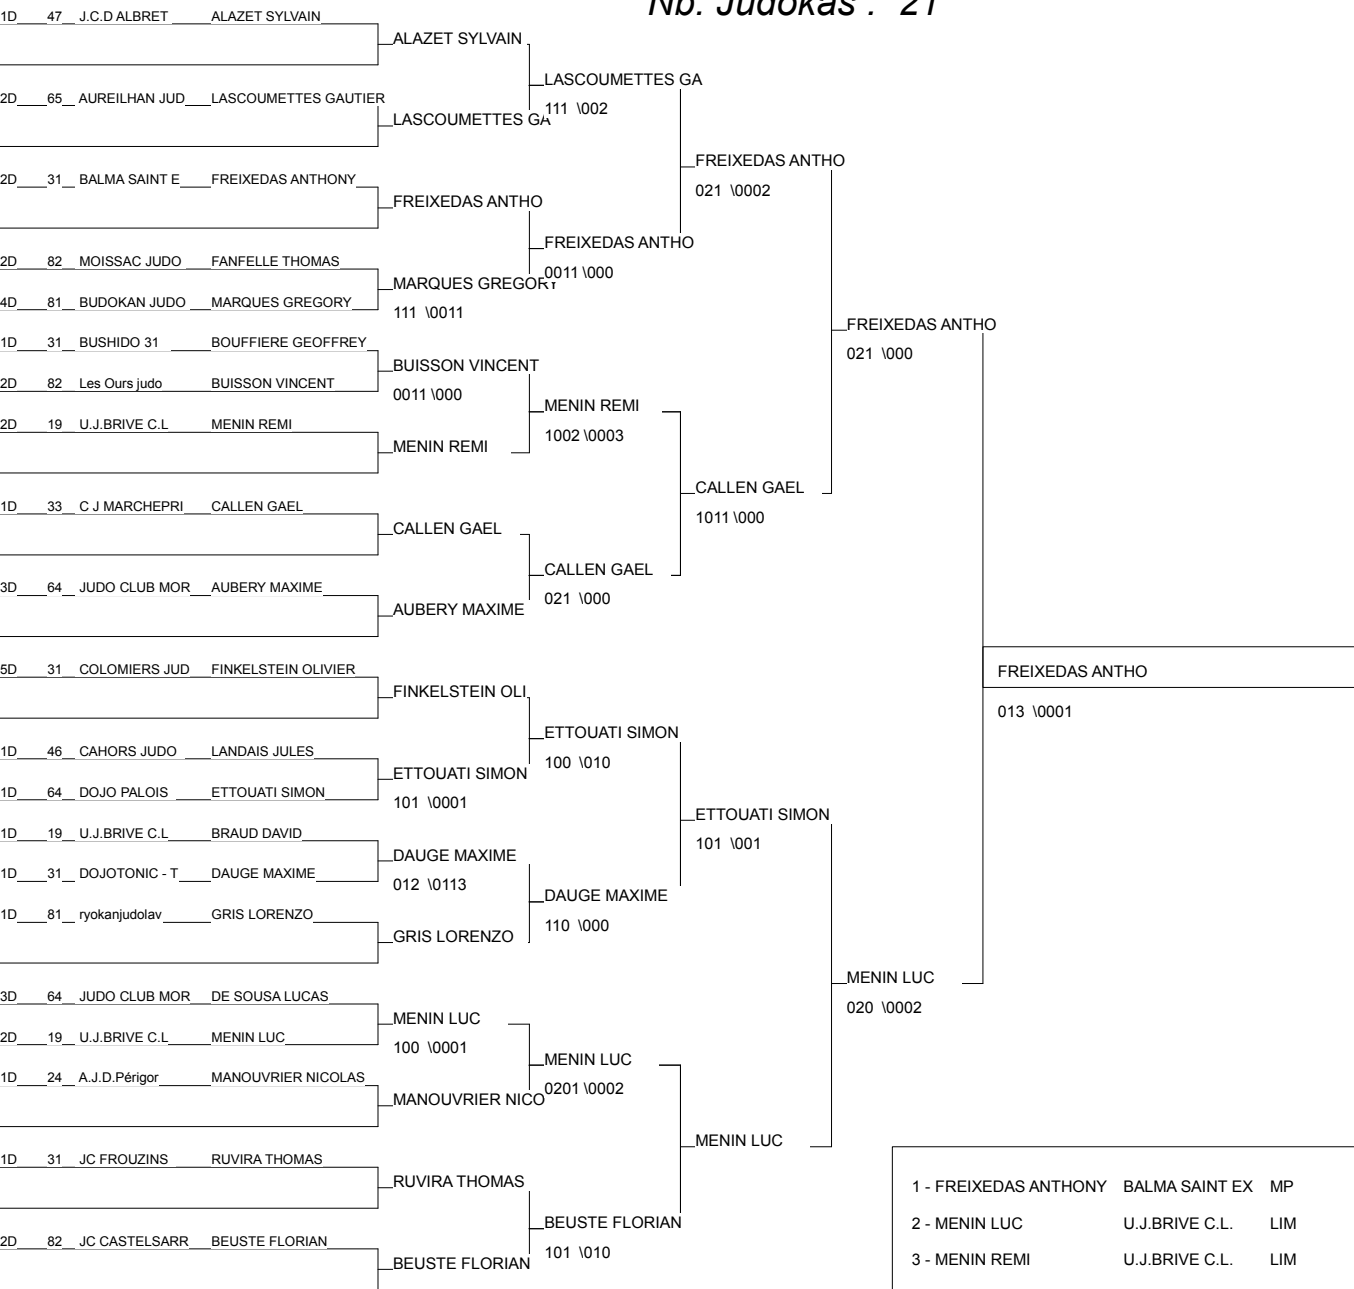 Nb. Judokas : 21
1D 47 J.C.D ALBRET ALAZET SYLVAIN
ALAZET SYLVAIN
LASCOUMETTES GA
111 \002
2D 65 AUREILHAN JUD LASCOUMETTES GAUTIER
LASCOUMETTES GA
FREIXEDAS ANTHO
021 \0002
2D 31 BALMA SAINT E FREIXEDAS ANTHONY
FREIXEDAS ANTHO
FREIXEDAS ANTHO
0011 \000
2D 82 MOISSAC JUDO FANFELLE THOMAS
MARQUES GREGORY
111 \0011
4D 81 BUDOKAN JUDO MARQUES GREGORY
FREIXEDAS ANTHO
021 \000
1D 31 BUSHIDO 31 BOUFFIERE GEOFFREY
BUISSON VINCENT
0011 \000
2D 82 Les Ours judo BUISSON VINCENT
MENIN REMI
1002 \0003
2D 19 U.J.BRIVE C.L MENIN REMI
MENIN REMI
CALLEN GAEL
1011 \000
1D 33 C J MARCHEPRI CALLEN GAEL
CALLEN GAEL
CALLEN GAEL
021 \000
3D 64 JUDO CLUB MOR AUBERY MAXIME
AUBERY MAXIME
FREIXEDAS ANTHO
013 \0001
5D 31 COLOMIERS JUD FINKELSTEIN OLIVIER
FINKELSTEIN OLI
ETTOUATI SIMON
100 \010
1D 46 CAHORS JUDO LANDAIS JULES
ETTOUATI SIMON
101 \0001
1D 64 DOJO PALOIS ETTOUATI SIMON
ETTOUATI SIMON
101 \001
1D 19 U.J.BRIVE C.L BRAUD DAVID
DAUGE MAXIME
012 \0113
1D 31 DOJOTONIC - T DAUGE MAXIME
DAUGE MAXIME
110 \000
1D 81 ryokanjudolav GRIS LORENZO
GRIS LORENZO
MENIN LUC
020 \0002
3D 64 JUDO CLUB MOR DE SOUSA LUCAS
MENIN LUC
100 \0001
2D 19 U.J.BRIVE C.L MENIN LUC
MENIN LUC
0201 \0002
1D 24 A.J.D.Périgor MANOUVRIER NICOLAS
MANOUVRIER NICO
MENIN LUC
1D 31 JC FROUZINS RUVIRA THOMAS
RUVIRA THOMAS
BEUSTE FLORIAN
101 \010
2D 82 JC CASTELSARR BEUSTE FLORIAN
BEUSTE FLORIAN
1 - FREIXEDAS ANTHONY BALMA SAINT EX MP
2 - MENIN LUC U.J.BRIVE C.L. LIM
3 - MENIN REMI U.J.BRIVE C.L. LIM